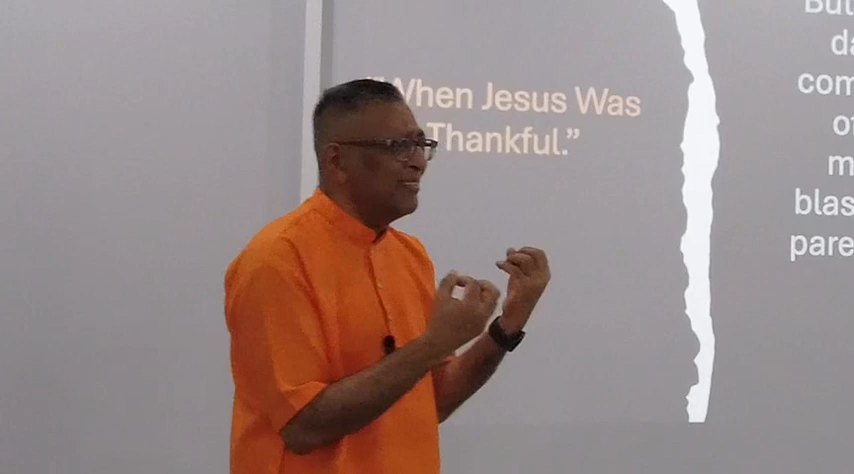 “When Jesus Was
Thankful.”
But
da
com
of
m
blas
pare